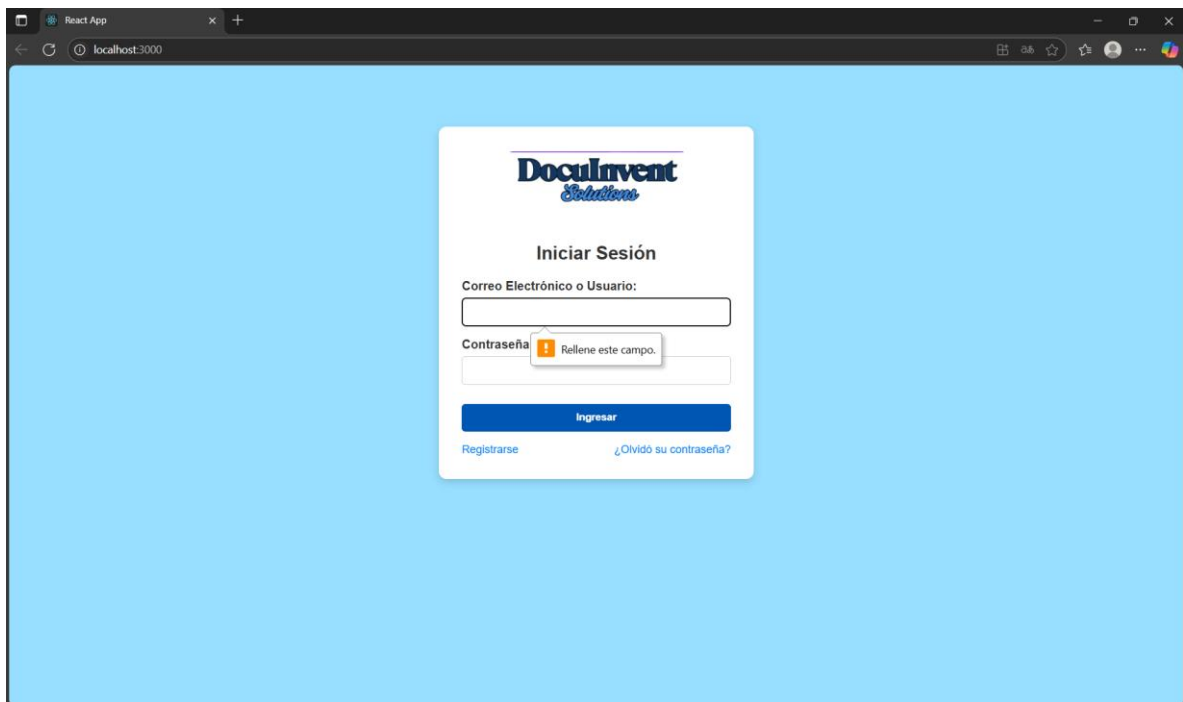 React App
localhost:3000
DocuInvent
Solutions
Iniciar Sesión
Correo Electrónico o Usuario:
Contraseña
Rellene este campo.
Ingresar
Registrarse ¿Olvidó su contraseña?